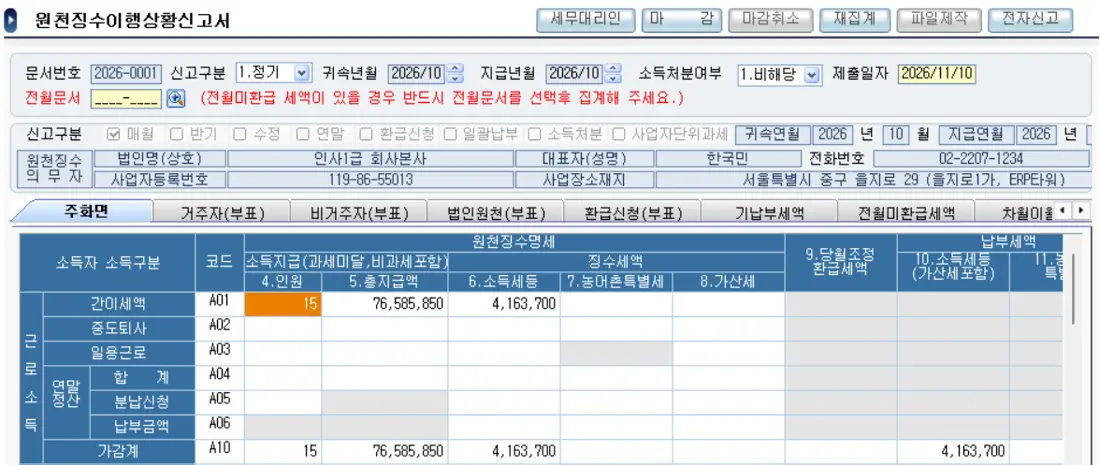 원천징수이행상황신고서 세무대리인 마 감 마감취소 재집계 파일제작 전자신고
문서번호 2026-0001 신고구분 1.정기 귀속년월 2026/10 지급년월 2026/10 소득처분여부 1.비해당 제출일자 2026/11/10
전월문서 ____-____ (전월미환급 세액이 있을 경우 반드시 전월문서를 선택후 집계해 주세요.)
신고구분 매월 반기 수정 연말 환급신청 일괄납부 소득처분 사업자단위과세 귀속연월 2026 년 10 월 지급연월 2026 년
원천징수 의 무 자 법인명(상호) 인사1급 회사본사 대표자(성명) 한국민 전화번호 02-2207-1234
사업자등록번호 119-86-55013 사업장소재지 서울특별시 중구 을지로 29 (을지로1가, ERPE타워)
주화면 거주자(부표) 비거주자(부표) 법인원천(부표) 환급신청(부표) 기납부세액 전월미환급세액 차월이월
소득자 소득구분 코드 원천징수명세 9.당월조정 환급세액 납부세액
소득지급(과세미달,비과세포함) 징수세액 10.소득세등 (가산세포함) 11.농 특별
4.인원 5.총지급액 6.소득세등 7.농어촌특별세 8.가산세
근로소득
간이세액 A01 15 76,585,850 4,163,700
중도퇴사 A02
일용근로 A03
연말정산
합 계 A04
분납신청 A05
납부금액 A06
가감계 A10 15 76,585,850 4,163,700 4,163,700